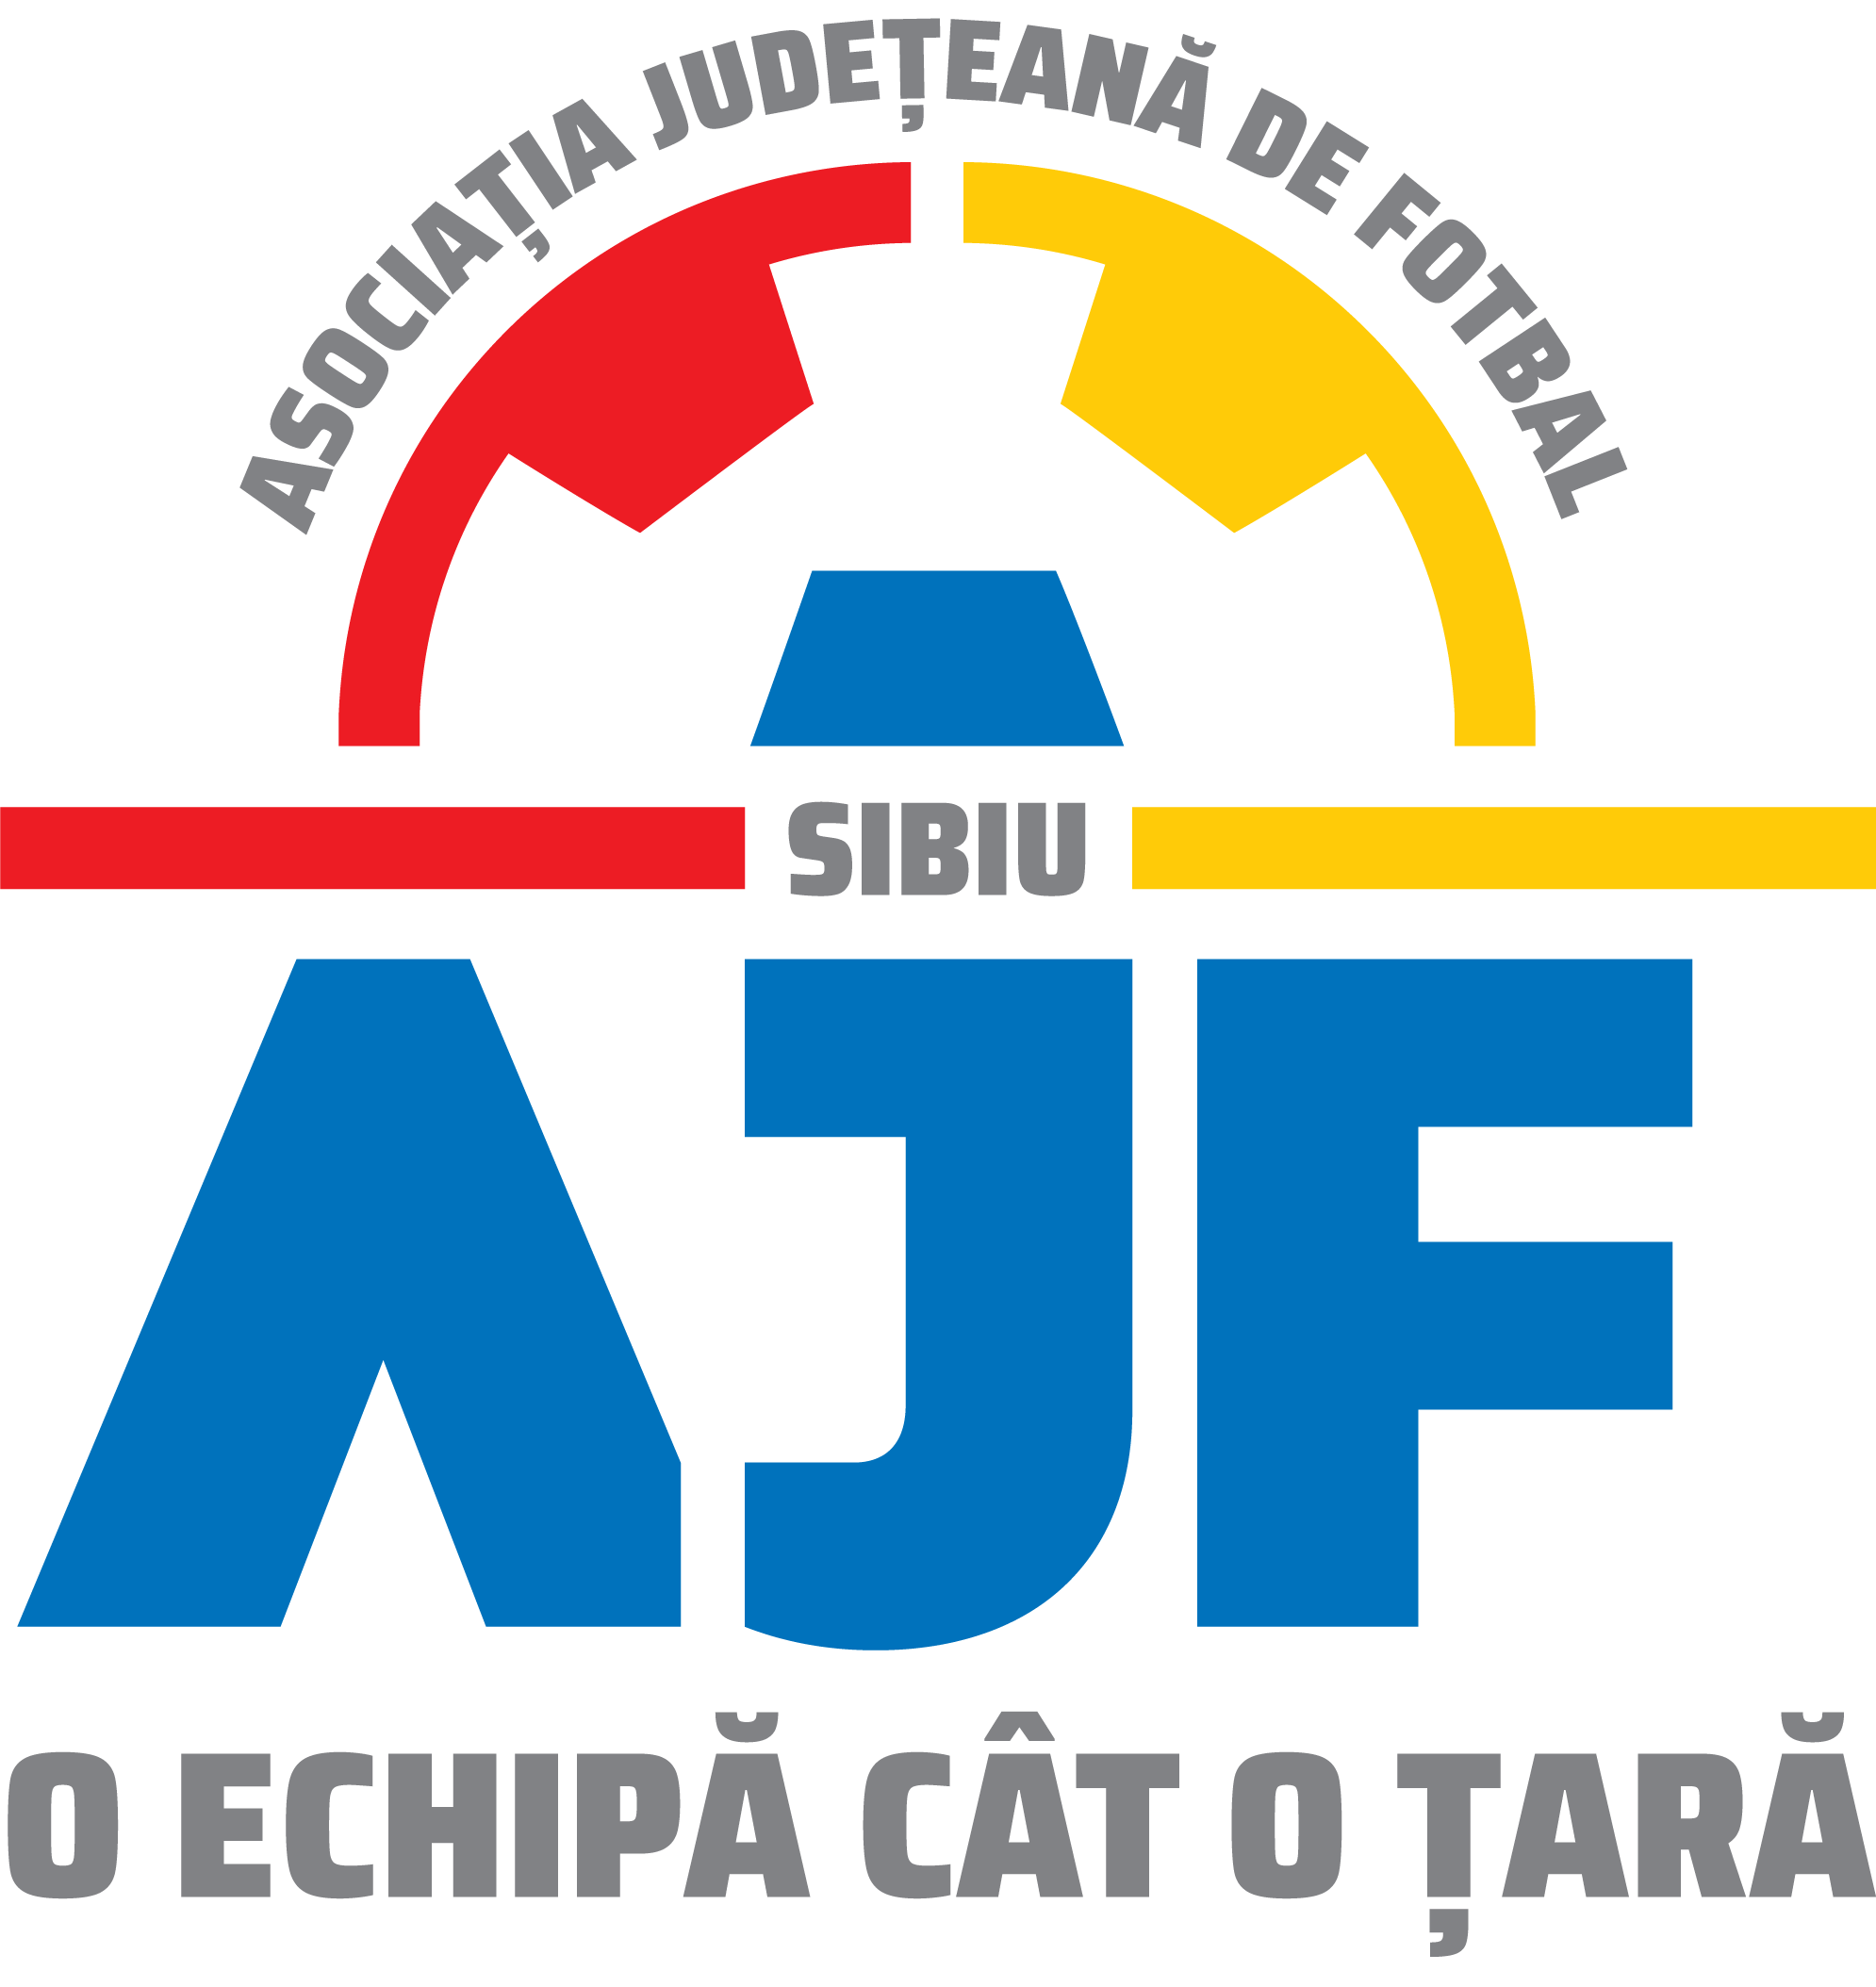 ASOCIAȚIA JUDEȚEANĂ DE FOTBAL
SIBIU
AJF
O ECHIPĂ CÂT O ȚARĂ